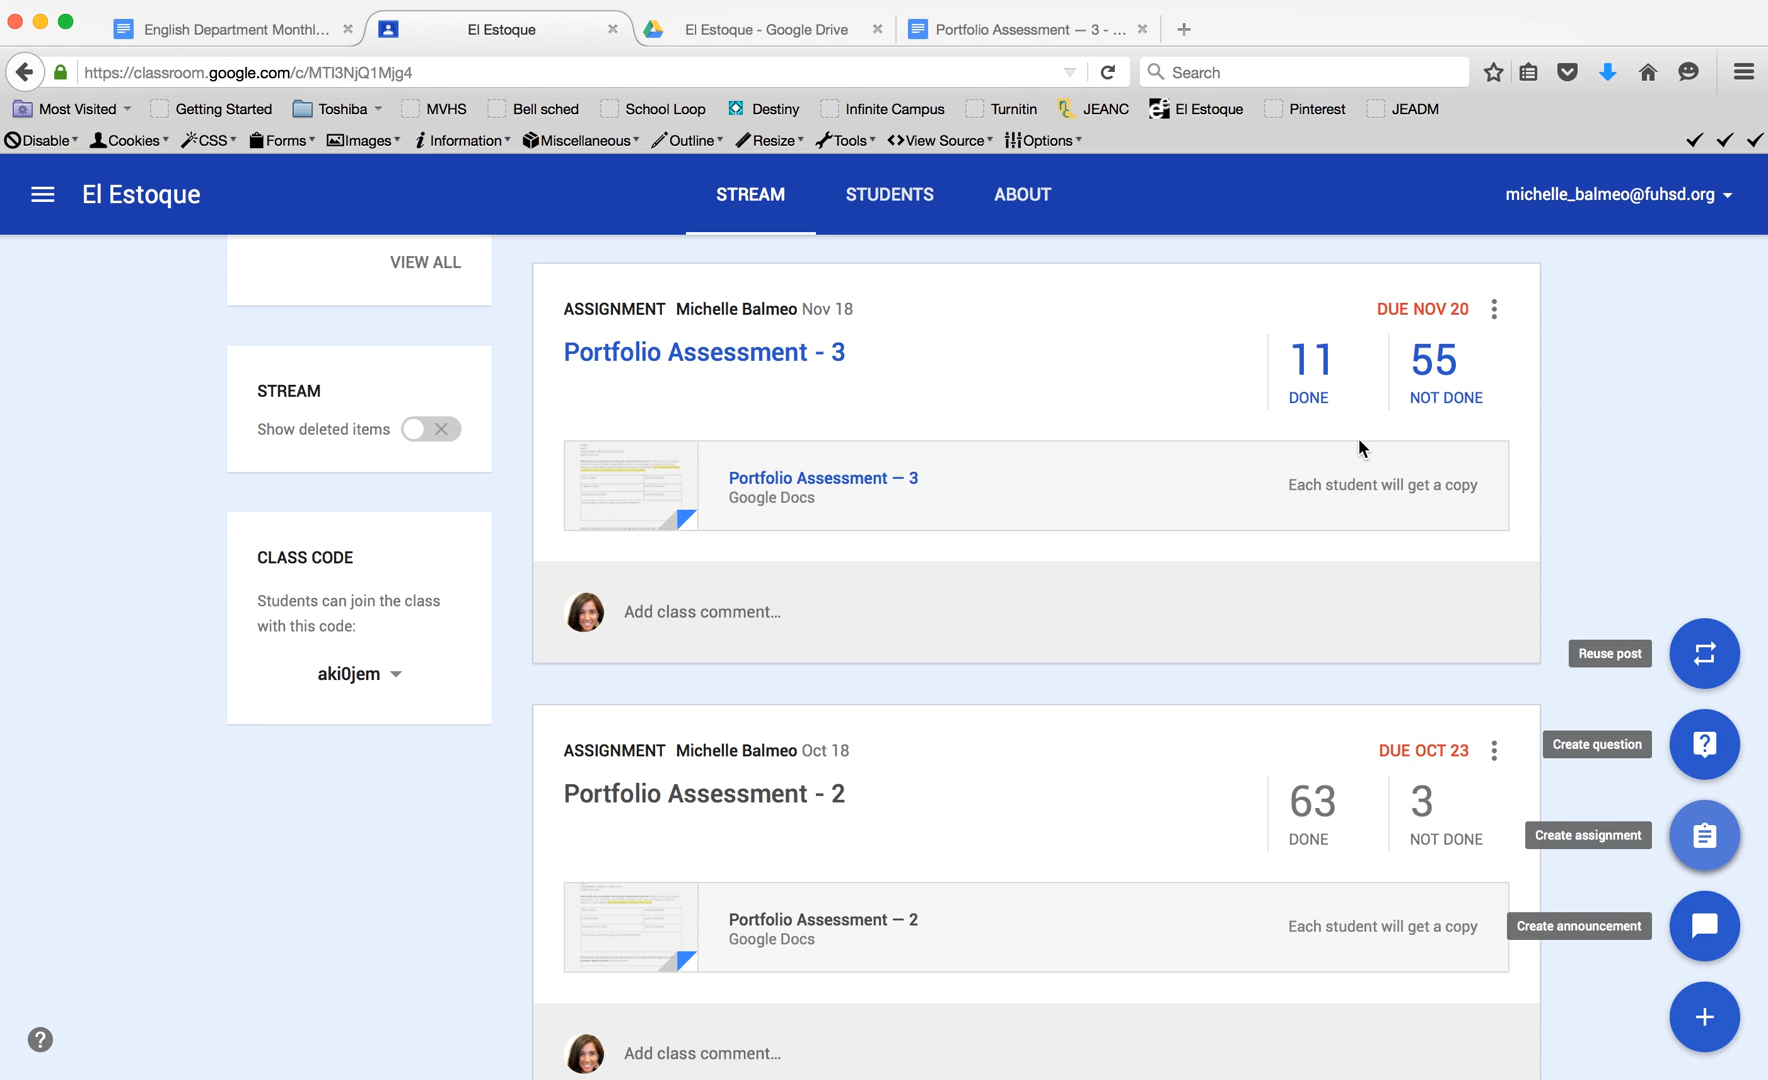 English Department Monthl...
El Estoque
El Estoque - Google Drive
Portfolio Assessment — 3 - ...
https://classroom.google.com/c/MTI3NjQ1Mjg4
Search
Most Visited
Getting Started
Toshiba
MVHS
Bell sched
School Loop
Destiny
Infinite Campus
Turnitin
JEANC
El Estoque
Pinterest
JEADM
Disable
Cookies
CSS
Forms
Images
Information
Miscellaneous
Outline
Resize
Tools
View Source
Options
El Estoque
STREAM
STUDENTS
ABOUT
michelle_balmeo@fuhsd.org
VIEW ALL
STREAM
Show deleted items
CLASS CODE
Students can join the class
with this code:
aki0jem
ASSIGNMENT Michelle Balmeo Nov 18
DUE NOV 20
Portfolio Assessment - 3
11
DONE
55
NOT DONE
Portfolio Assessment — 3
Google Docs
Each student will get a copy
Add class comment...
ASSIGNMENT Michelle Balmeo Oct 18
DUE OCT 23
Portfolio Assessment - 2
63
DONE
3
NOT DONE
Portfolio Assessment — 2
Google Docs
Each student will get a copy
Add class comment...
Reuse post
Create question
Create assignment
Create announcement